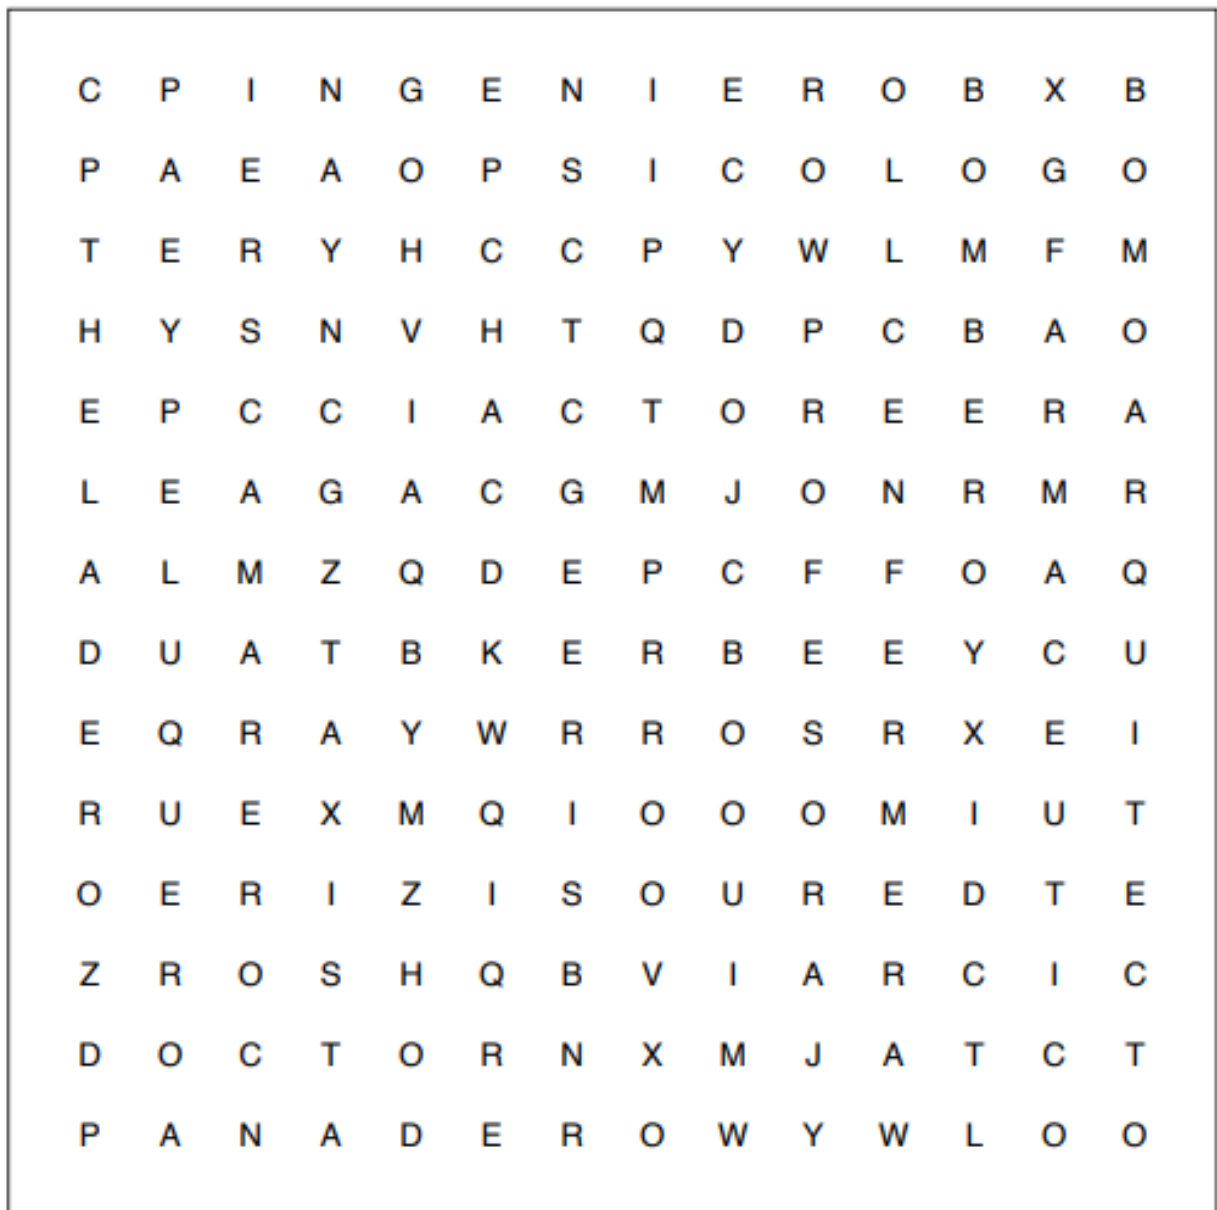 C P I N G E N I E R O B X B
P A E A O P S I C O L O G O
T E R Y H C C P Y W L M F M
H Y S N V H T Q D P C B A O
E P C C I A C T O R E E R A
L E A G A C G M J O N R M R
A L M Z Q D E P C F F O A Q
D U A T B K E R B E E Y C U
E Q R A Y W R R O S R X E I
R U E X M Q I O O O M I U T
O E R I Z I S O U R E D T E
Z R O S H Q B V I A R C I C
D O C T O R N X M J A T C T
P A N A D E R O W Y W L O O